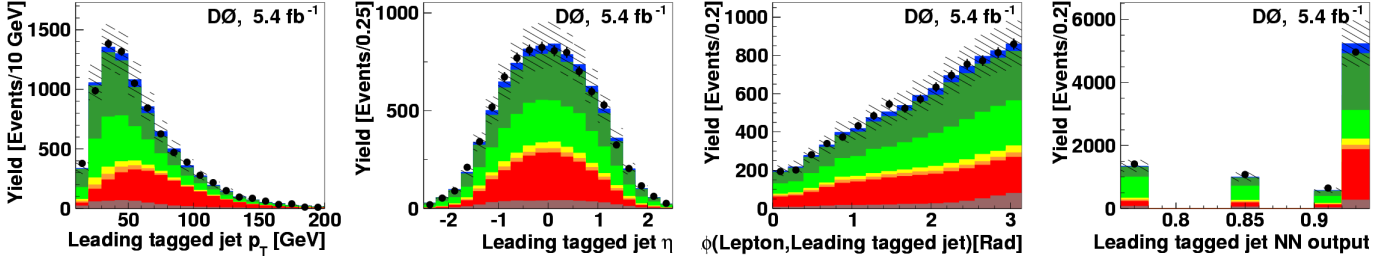 Yield [Events/10 GeV]
DØ, 5.4 fb⁻¹
1500
1000
500
0
50 100 150 200
Leading tagged jet p_T [GeV]
Yield [Events/0.25]
DØ, 5.4 fb⁻¹
1000
500
0
-2 -1 0 1 2
Leading tagged jet η
Yield [Events/0.2]
DØ, 5.4 fb⁻¹
1000
800
600
400
200
0
0 1 2 3
ϕ(Lepton,Leading tagged jet)[Rad]
Yield [Events/0.2]
DØ, 5.4 fb⁻¹
6000
4000
2000
0
0.8 0.85 0.9
Leading tagged jet NN output